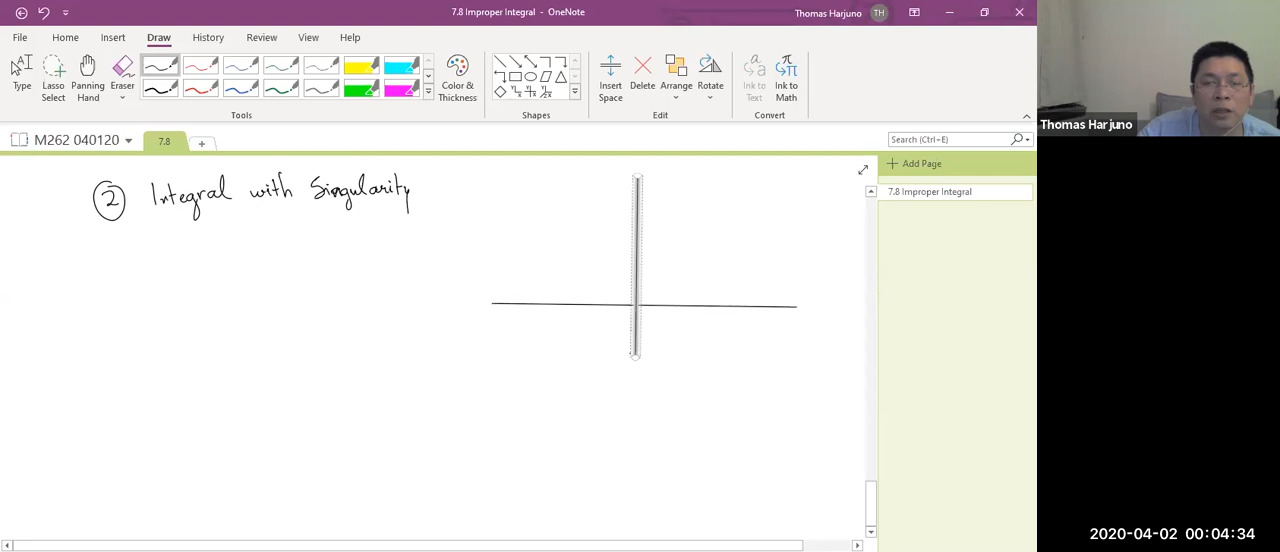 7.8 Improper Integral - OneNote
Thomas Harjuno
TH
File
Home
Insert
Draw
History
Review
View
Help
Type
Lasso Select
Panning Hand
Eraser
Color & Thickness
Insert Space
Delete
Arrange
Rotate
Ink to Text
Ink to Math
Tools
Shapes
Edit
Convert
M262 040120
7.8
Search (Ctrl+E)
Add Page
7.8 Improper Integral
Thomas Harjuno
2 Integral with Singularity
2020-04-02 00:04:34